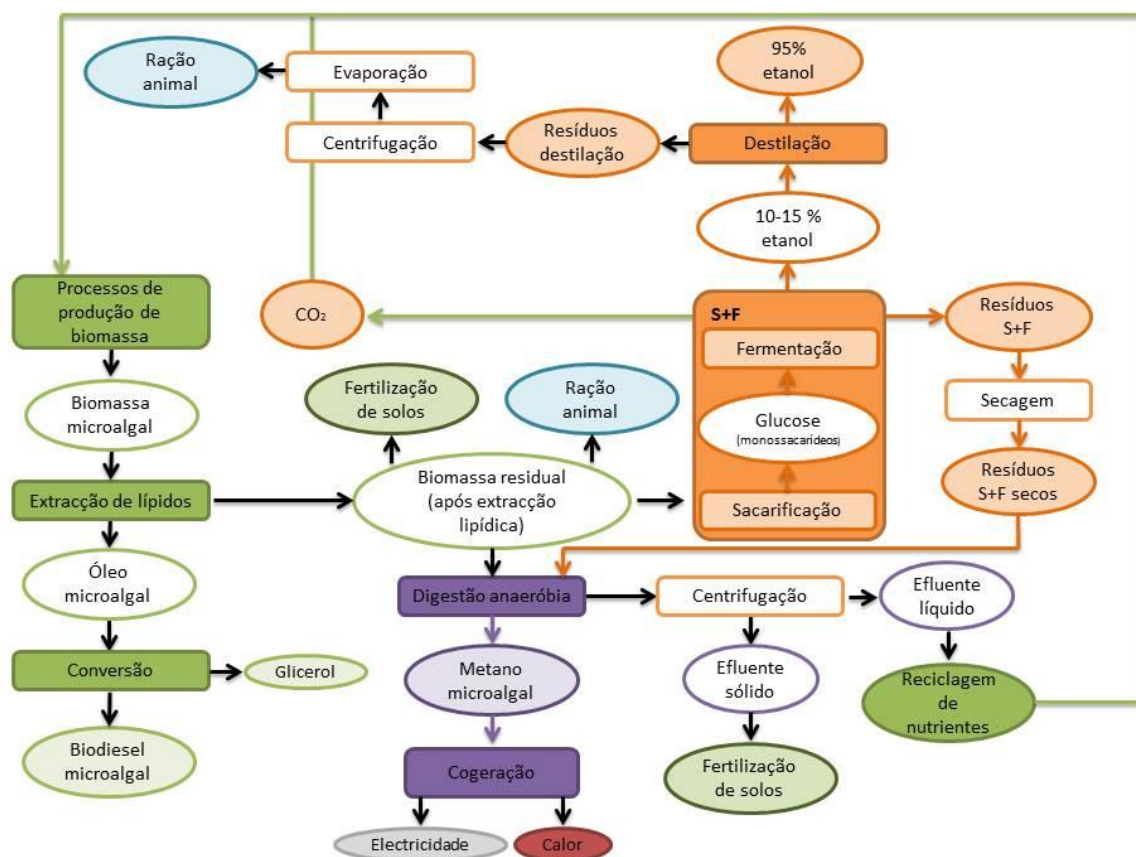 95%
etanol
Ração
animal
Evaporação
Centrifugação
Resíduos
destilação
Destilação
10-15 %
etanol
Processos de
produção de
biomassa
CO₂
S+F
Fermentação
Glucose
(monossacarídeos)
Sacarificação
Resíduos
S+F
Secagem
Resíduos
S+F secos
Biomassa
microalgal
Fertilização
de solos
Ração
animal
Extracção de lípidos
Biomassa residual
(após extracção
lipídica)
Óleo
microalgal
Digestão anaeróbia
Centrifugação
Efluente
líquido
Conversão
Glicerol
Metano
microalgal
Efluente
sólido
Reciclagem
de
nutrientes
Biodiesel
microalgal
Cogeração
Fertilização
de solos
Electricidade
Calor